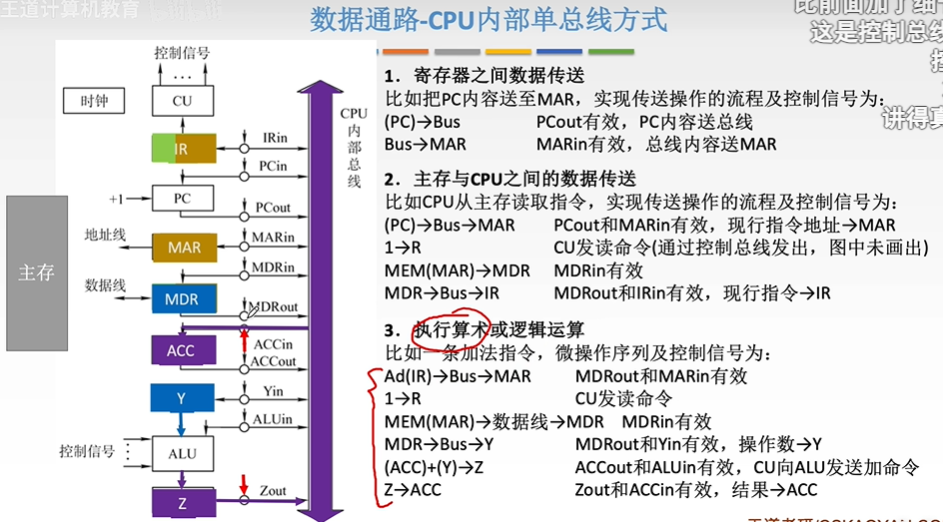 王道计算机教育
数据通路-CPU内部单总线方式
这是控制总线
控制信号
...
时钟
CU
CPU内部总线
IR
IRin
PCin
+1
PC
PCout
地址线
MAR
MARin
主存
MDRin
数据线
MDR
MDRout
ACC
ACCin
ACCout
Y
Yin
ALUin
控制信号
ALU
Z
Zout
1. 寄存器之间数据传送
比如把PC内容送至MAR，实现传送操作的流程及控制信号为：
(PC)→Bus PCout有效，PC内容送总线
Bus→MAR MARin有效，总线内容送MAR
2. 主存与CPU之间的数据传送
比如CPU从主存读取指令，实现传送操作的流程及控制信号为：
(PC)→Bus→MAR PCout和MARin有效，现行指令地址→MAR
1→R CU发读命令(通过控制总线发出，图中未画出)
MEM(MAR)→MDR MDRin有效
MDR→Bus→IR MDRout和IRin有效，现行指令→IR
3. 执行算术或逻辑运算
比如一条加法指令，微操作序列及控制信号为：
Ad(IR)→Bus→MAR MDRout和MARin有效
1→R CU发读命令
MEM(MAR)→数据线→MDR MDRin有效
MDR→Bus→Y MDRout和Yin有效，操作数→Y
(ACC)+(Y)→Z ACCout和ALUin有效，CU向ALU发送加命令
Z→ACC Zout和ACCin有效，结果→ACC